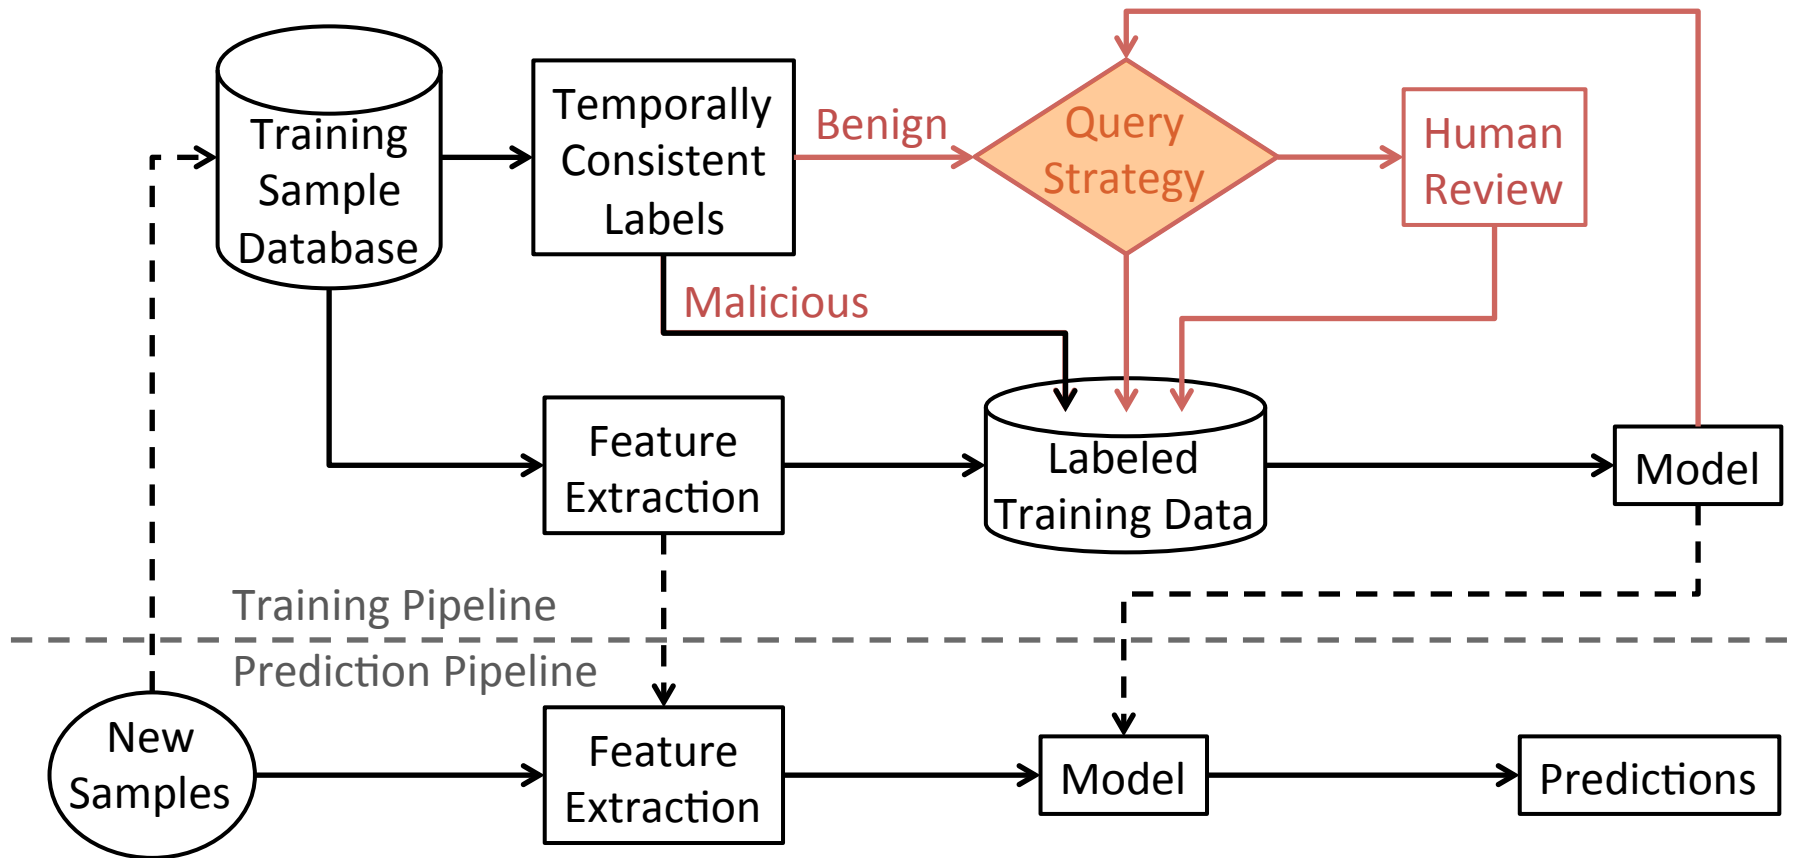 Training
Sample
Database
Temporally
Consistent
Labels
Benign
Query
Strategy
Human
Review
Malicious
Feature
Extraction
Labeled
Training Data
Model
Training Pipeline
Prediction Pipeline
New
Samples
Feature
Extraction
Model
Predictions